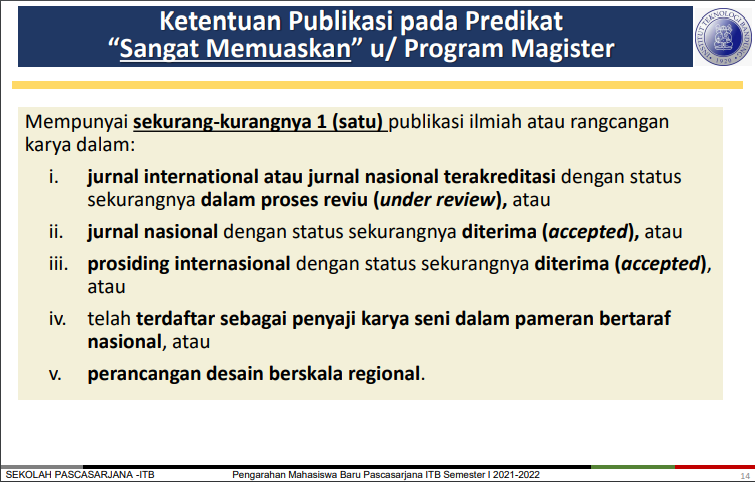 Ketentuan Publikasi pada Predikat
“Sangat Memuaskan” u/ Program Magister
INSTITUT TEKNOLOGI BANDUNG
1920
Mempunyai sekurang-kurangnya 1 (satu) publikasi ilmiah atau rangcangan
karya dalam:
i. jurnal international atau jurnal nasional terakreditasi dengan status
sekurangnya dalam proses reviu (under review), atau
ii. jurnal nasional dengan status sekurangnya diterima (accepted), atau
iii. prosiding internasional dengan status sekurangnya diterima (accepted),
atau
iv. telah terdaftar sebagai penyaji karya seni dalam pameran bertaraf
nasional, atau
v. perancangan desain berskala regional.
SEKOLAH PASCASARJANA -ITB
Pengarahan Mahasiswa Baru Pascasarjana ITB Semester I 2021-2022
14